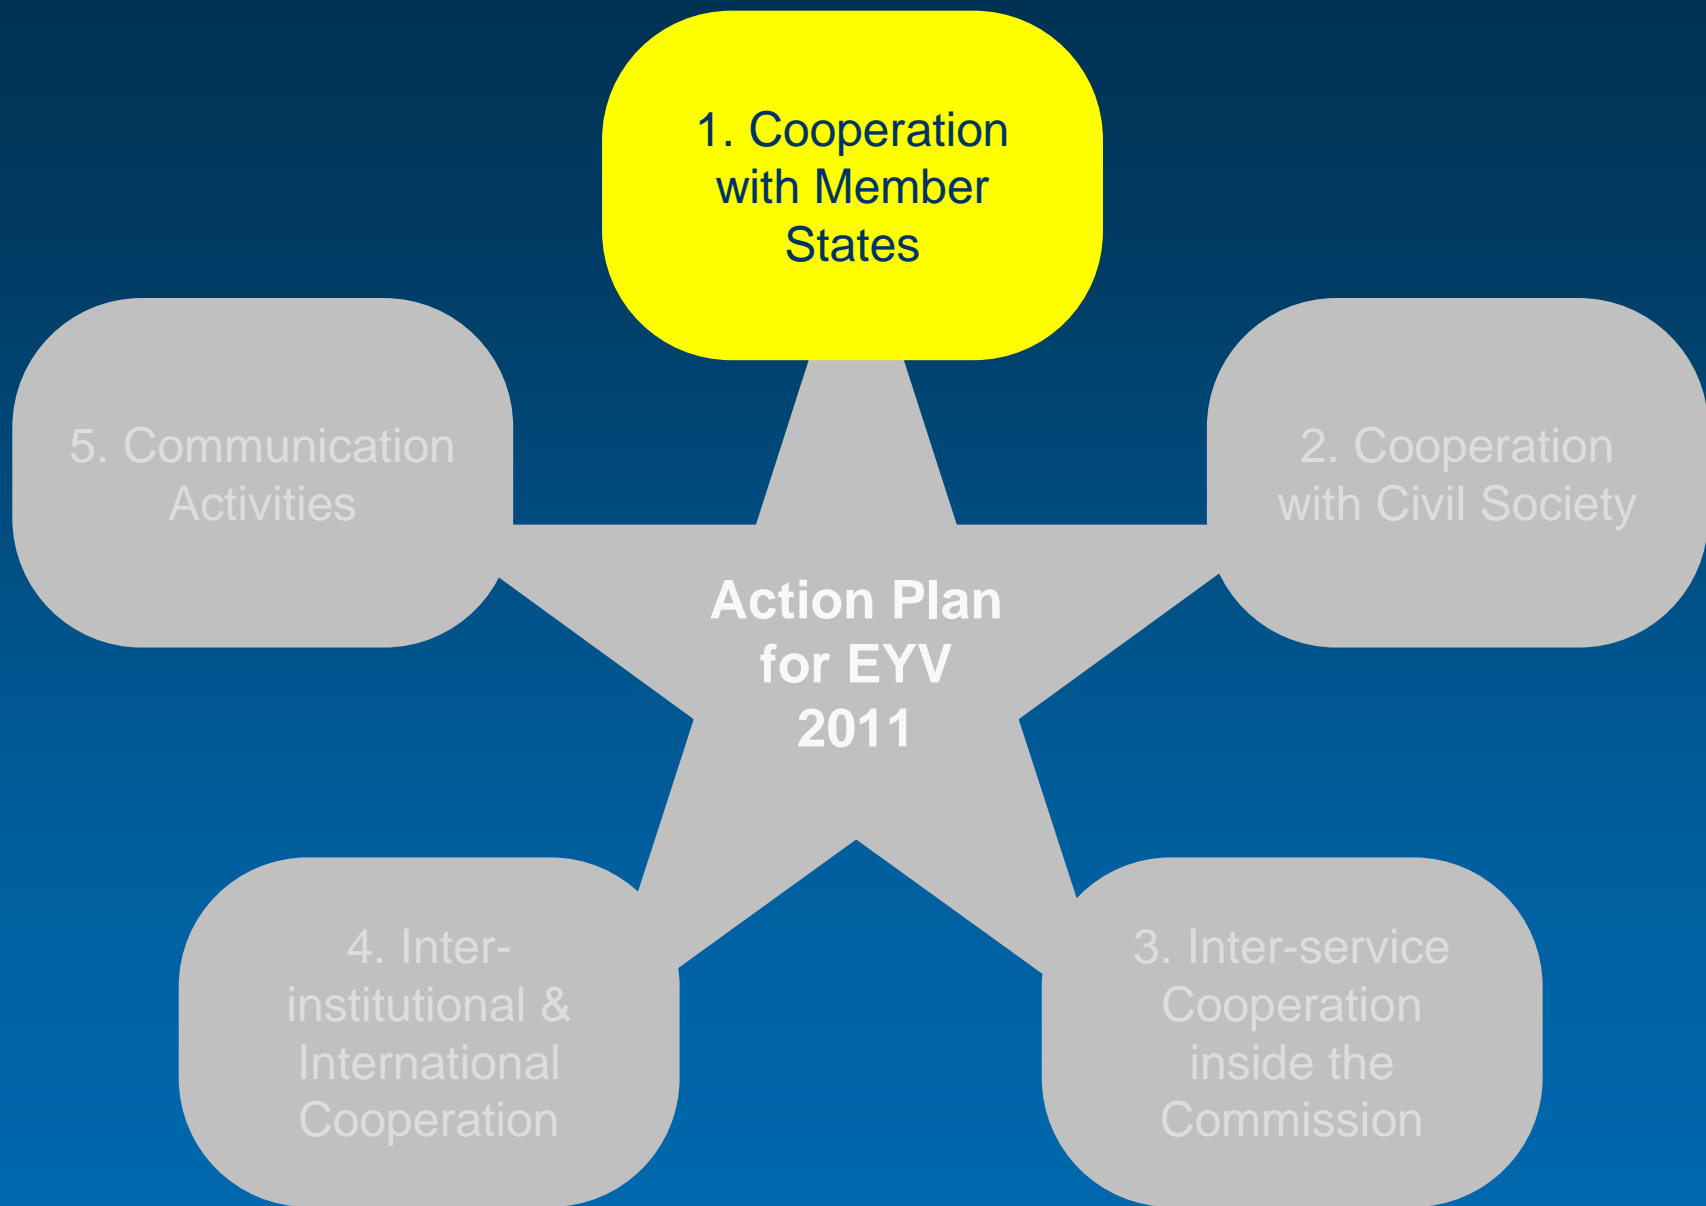 1. Cooperation
with Member
States
5. Communication
Activities
2. Cooperation
with Civil Society
Action Plan
for EYV
2011
4. Inter-
institutional &
International
Cooperation
3. Inter-service
Cooperation
inside the
Commission